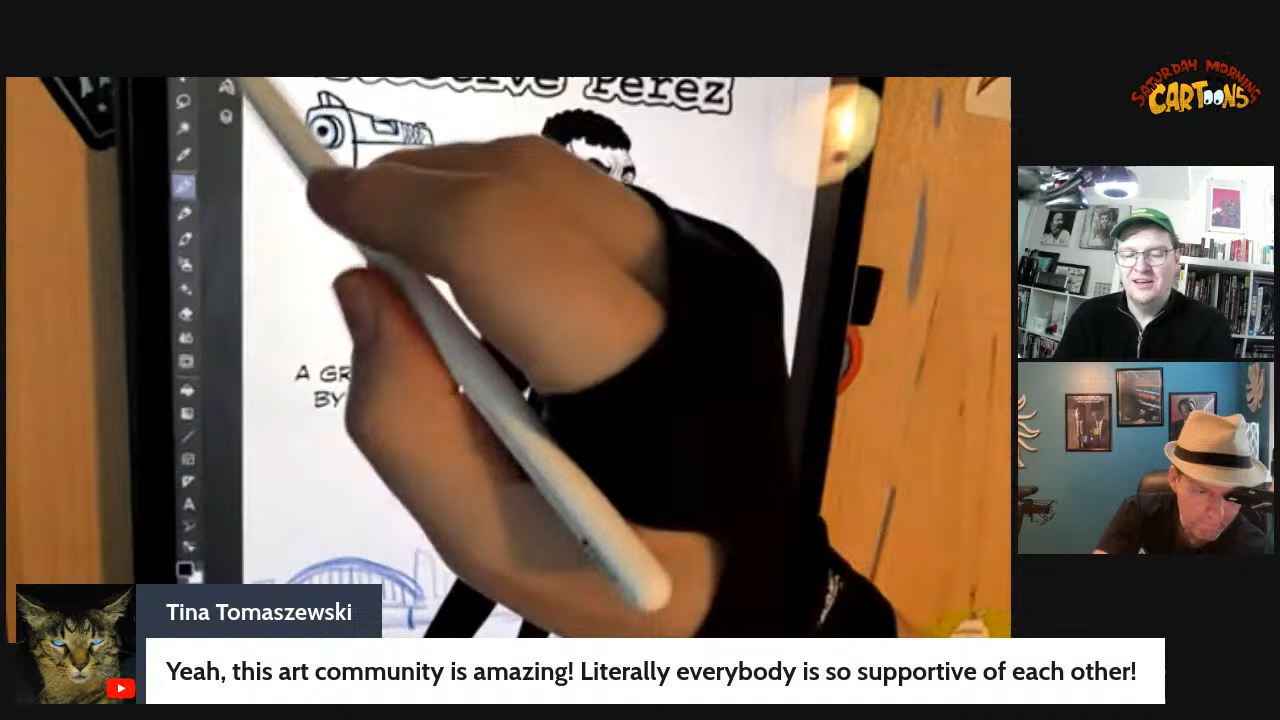 SATURDAY MORNING
CARTOONS
Perez
A GR
BY
Tina Tomaszewski
Yeah, this art community is amazing! Literally everybody is so supportive of each other!